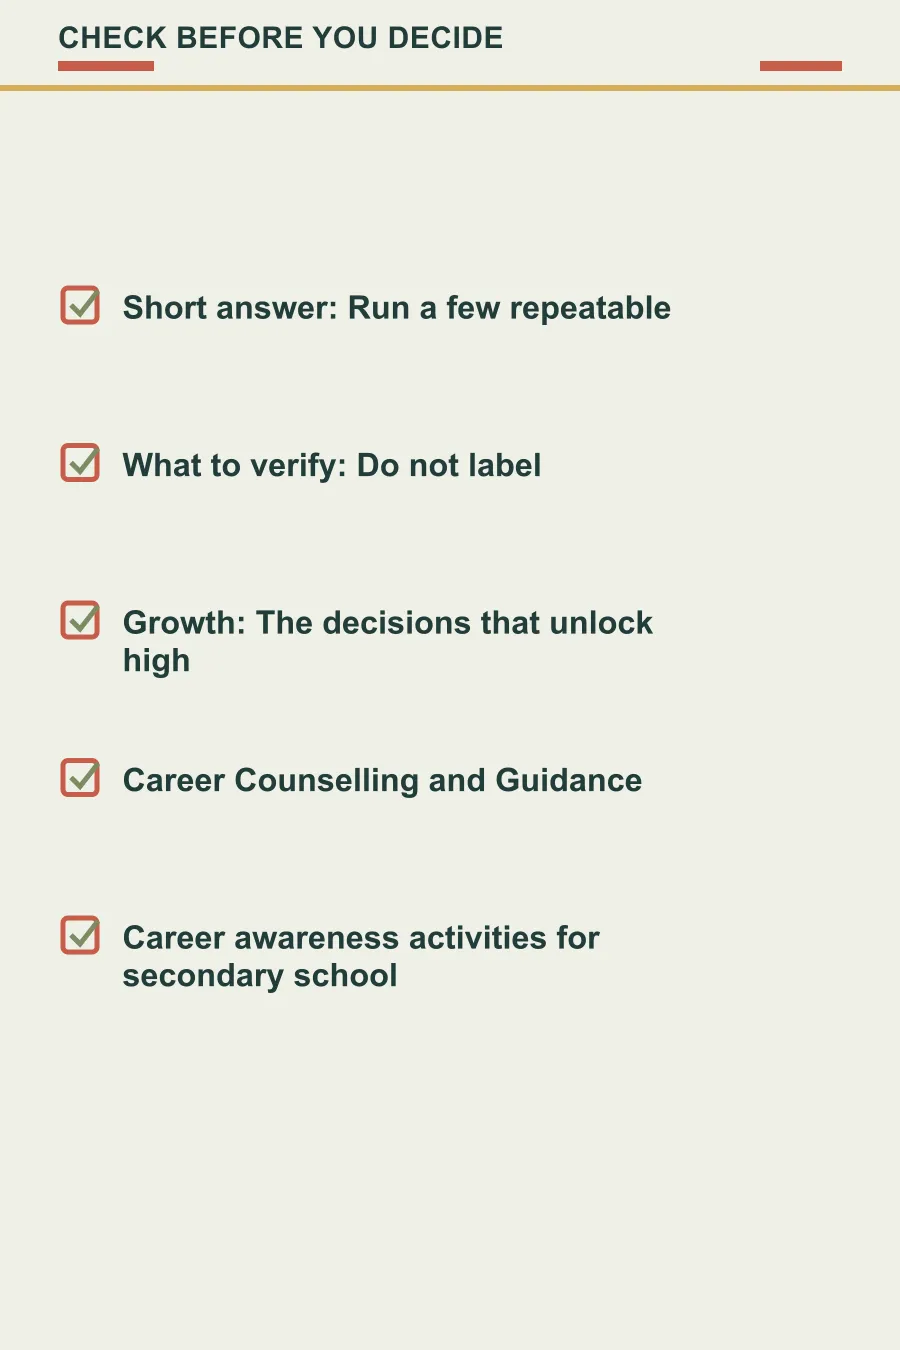 CHECK BEFORE YOU DECIDE
Short answer: Run a few repeatable
What to verify: Do not label
Growth: The decisions that unlock
high
Career Counselling and Guidance
Career awareness activities for
secondary school